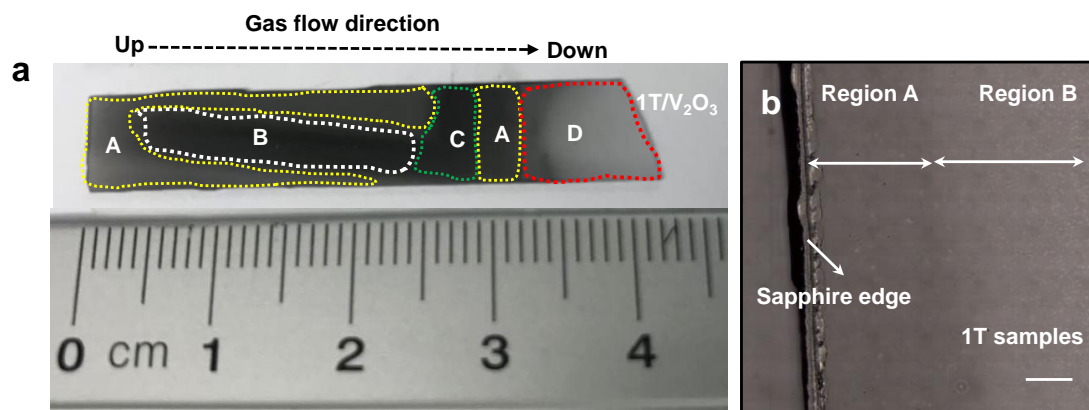 Gas flow direction
Up
Down
a
1T/V₂O₃
A
B
C
A
D
0 cm 1 2 3 4
b
Region A
Region B
Sapphire edge
1T samples